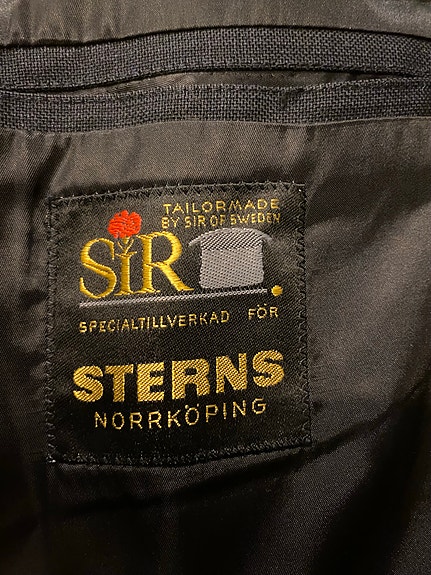 TAILORMADE
BY SIR OF SWEDEN
SIR
SPECIALTILLVERKAD FÖR
STERNS
NORRKÖPING